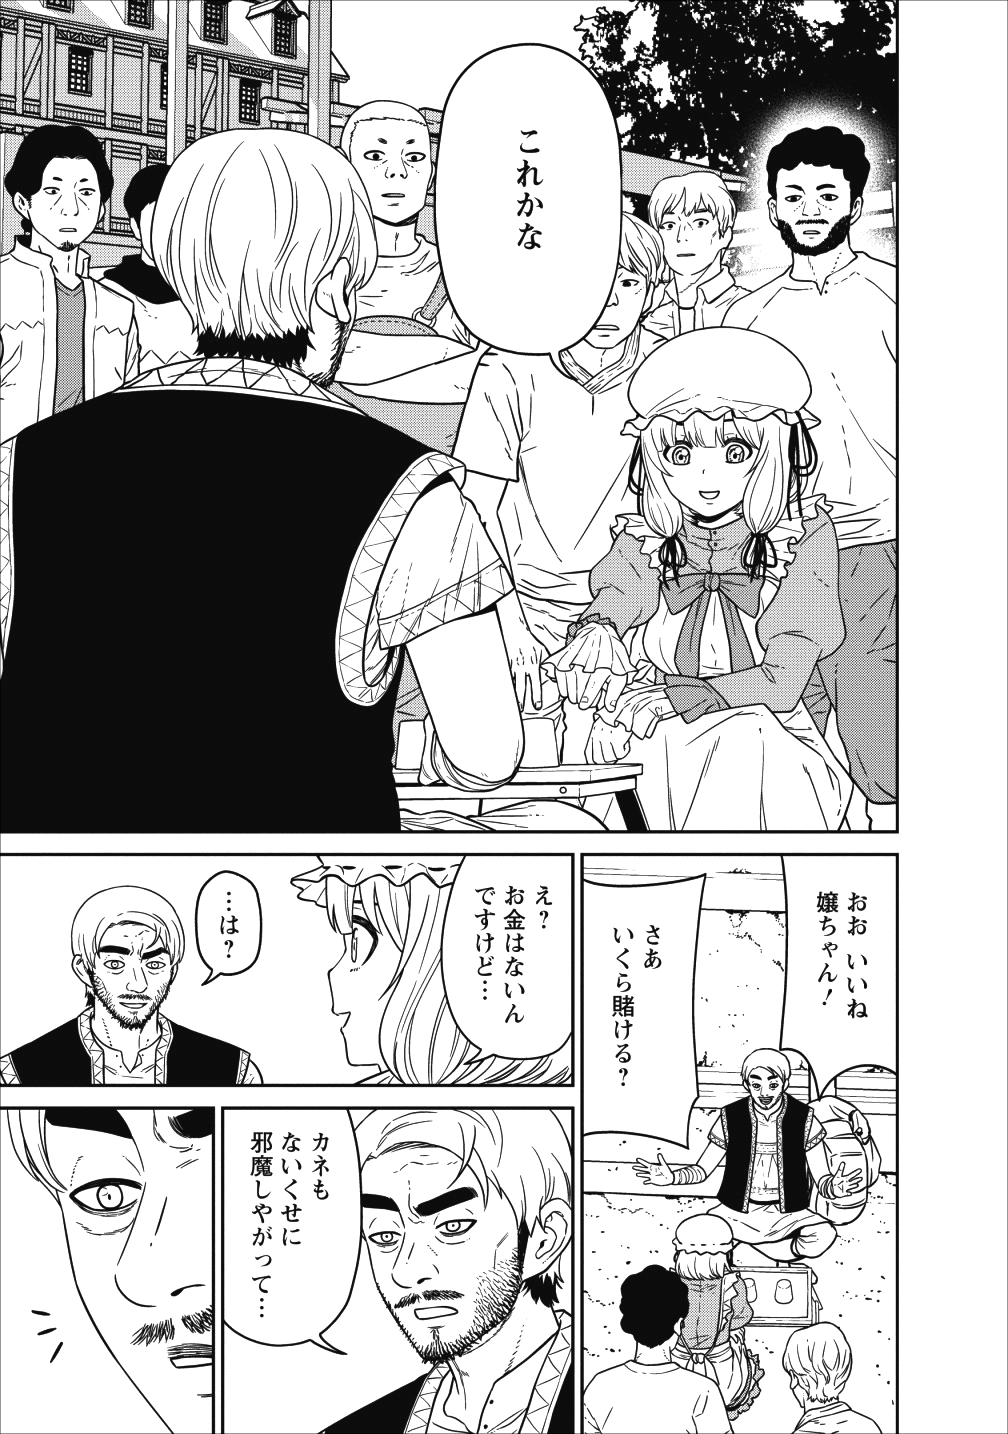 これかな
おお いいね
嬢ちゃん!
さあ
いくら賭ける?
え?
お金はないん
ですけど…
…は?
カネも
ないくせに
邪魔しやがって…